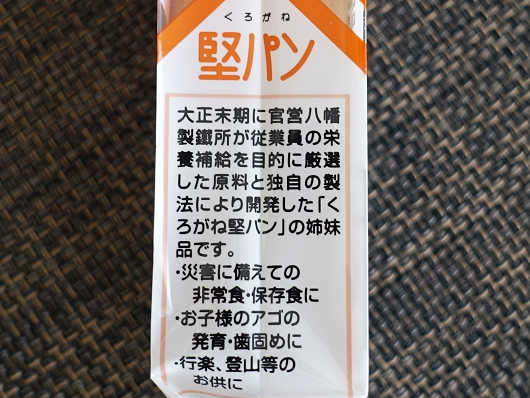 くろがね
堅パン
大正末期に官営八幡
製鐵所が従業員の栄
養補給を目的に厳選
した原料と独自の製
法により開発した「く
ろがね堅パン」の姉妹
品です。
・災害に備えての
非常食・保存食に
・お子様のアゴの
発育・歯固めに
・行楽、登山等の
お供に